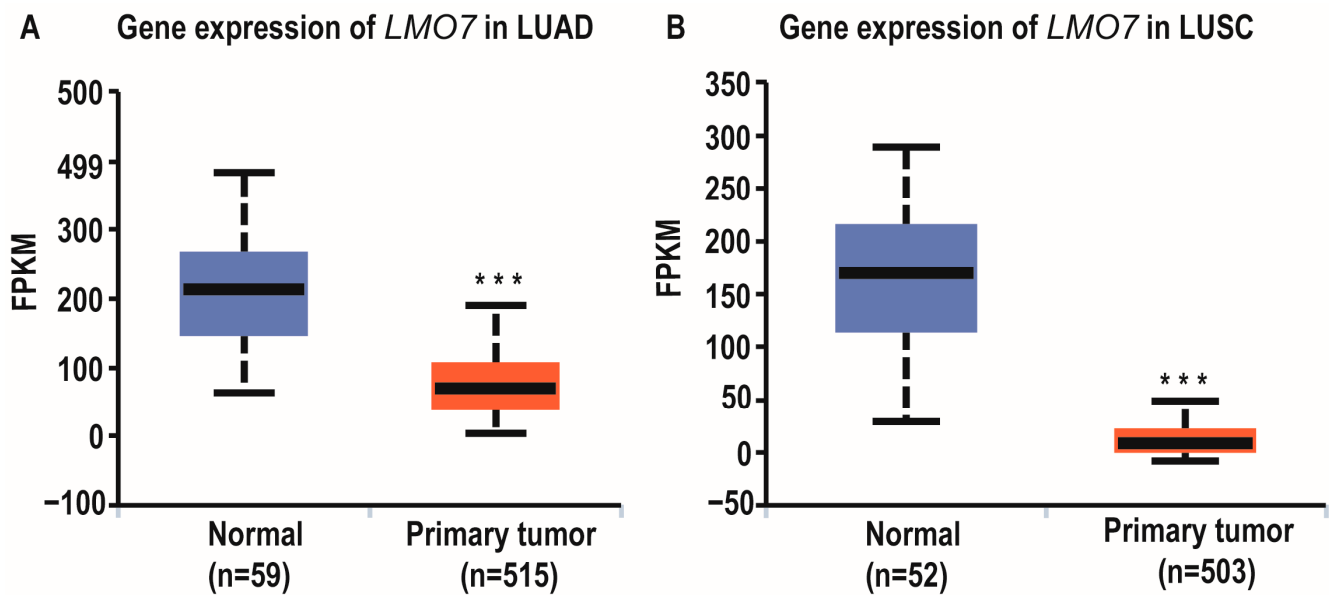 A Gene expression of LMO7 in LUAD
500
499
300
200
100
0
−100
FPKM
***
Normal
(n=59)
Primary tumor
(n=515)
B Gene expression of LMO7 in LUSC
350
300
250
200
150
100
50
0
−50
FPKM
***
Normal
(n=52)
Primary tumor
(n=503)